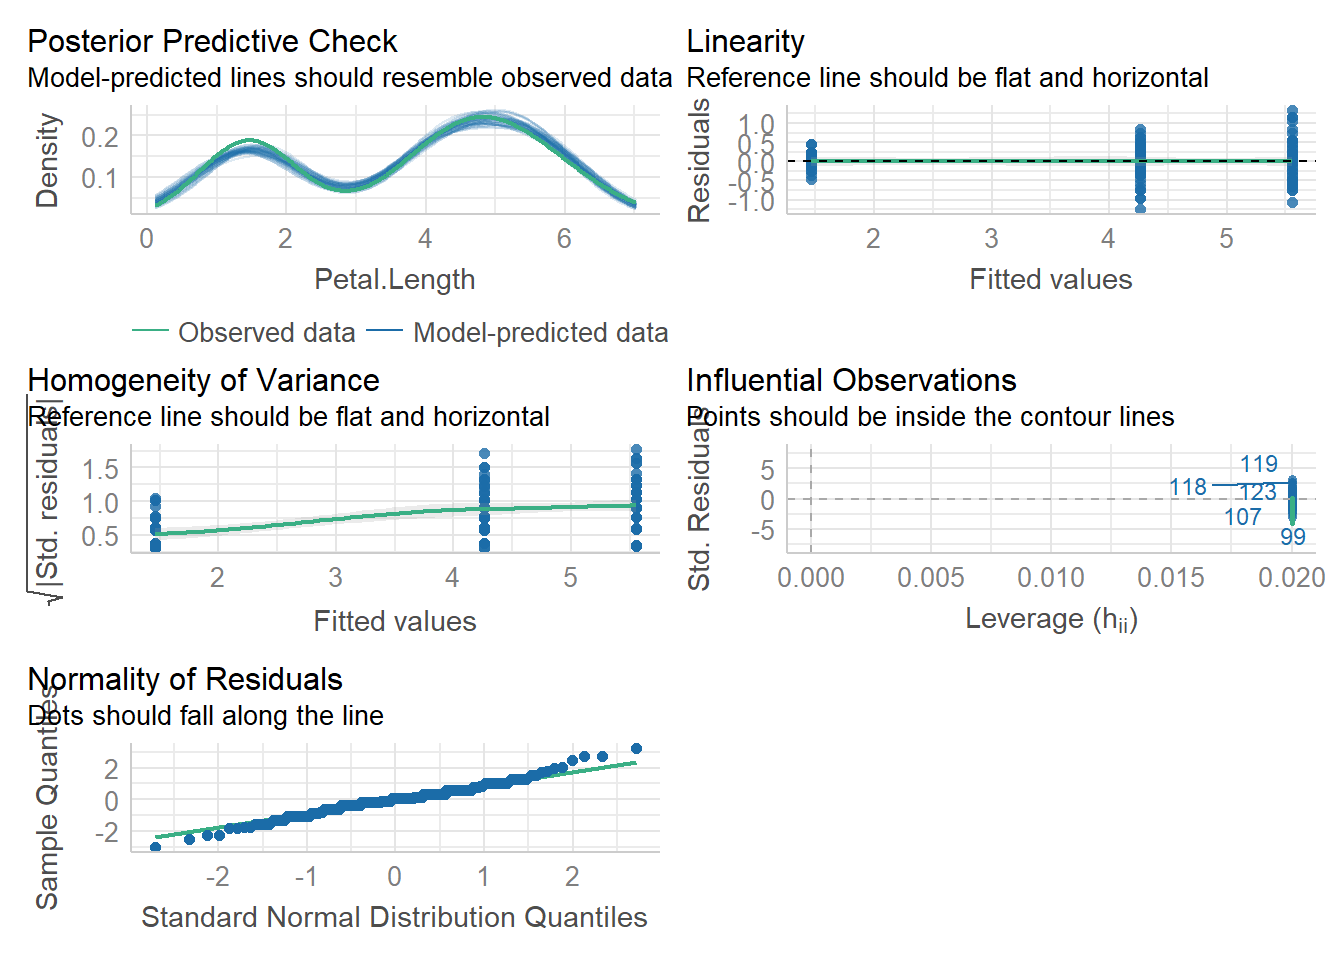 Posterior Predictive Check
Model-predicted lines should resemble observed data
Density
0.2
0.1
0 2 4 6
Petal.Length
Observed data Model-predicted data
Linearity
Reference line should be flat and horizontal
Residuals
1.0
0.5
0.0
-0.5
-1.0
2 3 4 5
Fitted values
Homogeneity of Variance
Reference line should be flat and horizontal
√|Std. residuals|
1.5
1.0
0.5
2 3 4 5
Fitted values
Influential Observations
Points should be inside the contour lines
Std. Residuals
5
0
-5
119
118
123
107
99
0.000 0.005 0.010 0.015 0.020
Leverage (hii)
Normality of Residuals
Dots should fall along the line
Sample Quantiles
2
0
-2
-2 -1 0 1 2
Standard Normal Distribution Quantiles